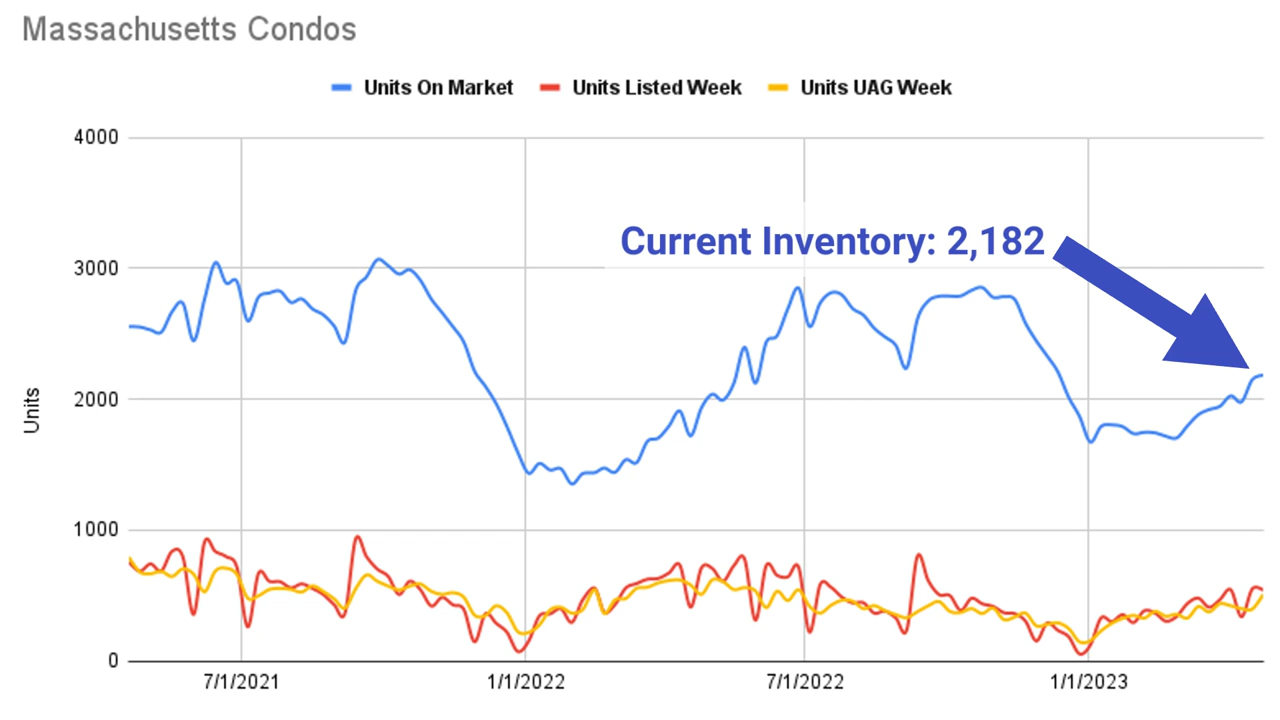 Massachusetts Condos
Units On Market Units Listed Week Units UAG Week
4000
Current Inventory: 2,182
3000
2000
Units
1000
0
7/1/2021 1/1/2022 7/1/2022 1/1/2023